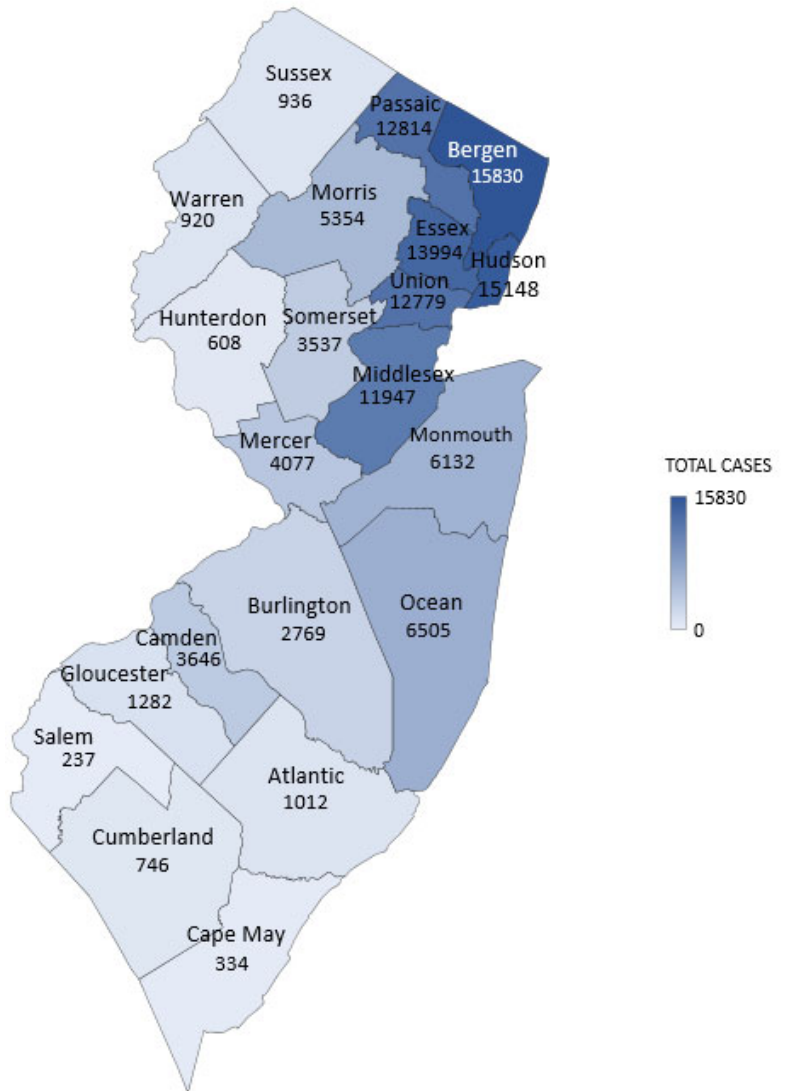 Sussex
936
Passaic
12814
Bergen
15830
Warren
920
Morris
5354
Essex
13994
Hudson
15148
Union
12779
Hunterdon
608
Somerset
3537
Middlesex
11947
Mercer
4077
Monmouth
6132
TOTAL CASES
15830
0
Burlington
2769
Ocean
6505
Camden
3646
Gloucester
1282
Salem
237
Atlantic
1012
Cumberland
746
Cape May
334